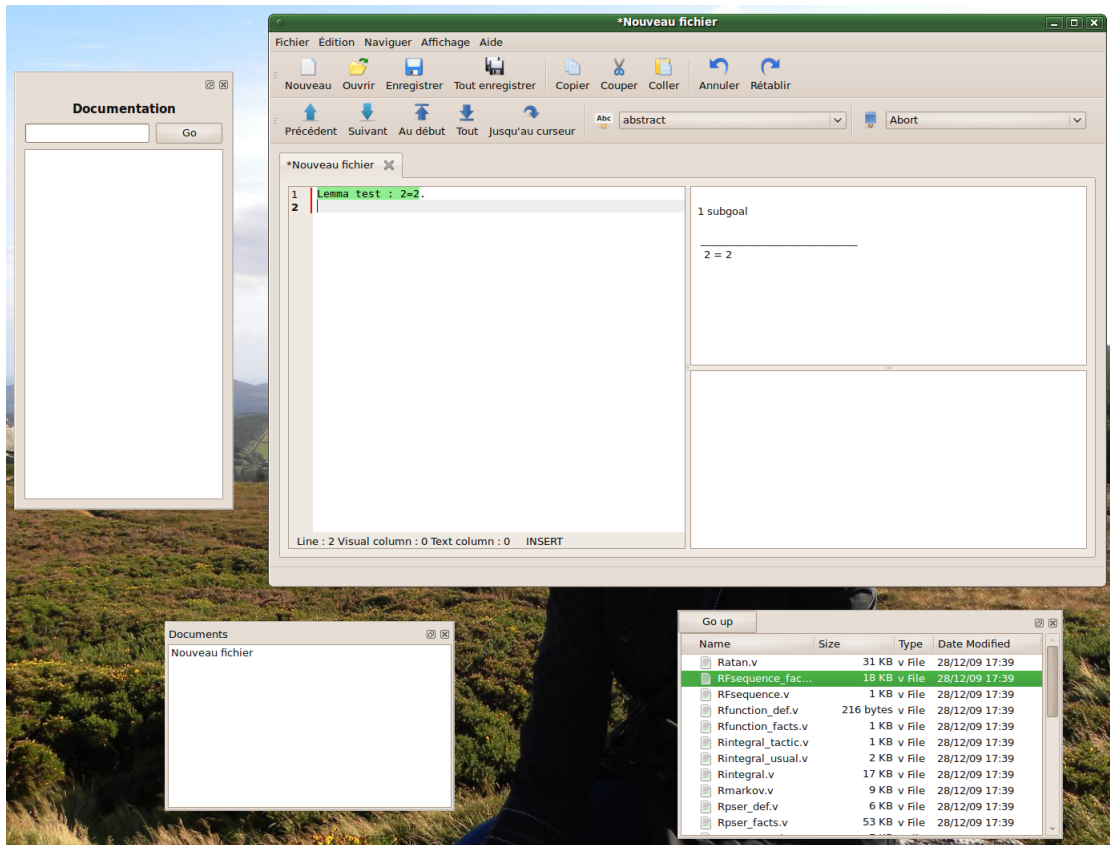 *Nouveau fichier
Fichier Édition Naviguer Affichage Aide
Nouveau Ouvrir Enregistrer Tout enregistrer Copier Couper Coller Annuler Rétablir
Précédent Suivant Au début Tout Jusqu'au curseur Abc abstract Abort
*Nouveau fichier
1 Lemma test : 2=2.
2
Line : 2 Visual column : 0 Text column : 0 INSERT
1 subgoal
2 = 2
Documentation
Go
Documents
Nouveau fichier
Go up
Name Size Type Date Modified
Ratan.v 31 KB v File 28/12/09 17:39
RFsequence_fac... 18 KB v File 28/12/09 17:39
RFsequence.v 1 KB v File 28/12/09 17:39
Rfunction_def.v 216 bytes v File 28/12/09 17:39
Rfunction_facts.v 1 KB v File 28/12/09 17:39
Rintegral_tactic.v 1 KB v File 28/12/09 17:39
Rintegral_usual.v 2 KB v File 28/12/09 17:39
Rintegral.v 17 KB v File 28/12/09 17:39
Rmarkov.v 9 KB v File 28/12/09 17:39
Rpser_def.v 6 KB v File 28/12/09 17:39
Rpser_facts.v 53 KB v File 28/12/09 17:39